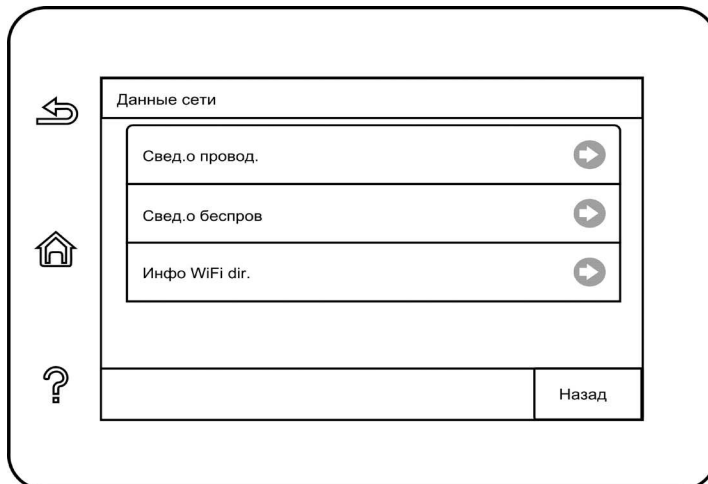 Данные сети
Свед.о провод.
Свед.о беспров
Инфо WiFi dir.
Назад